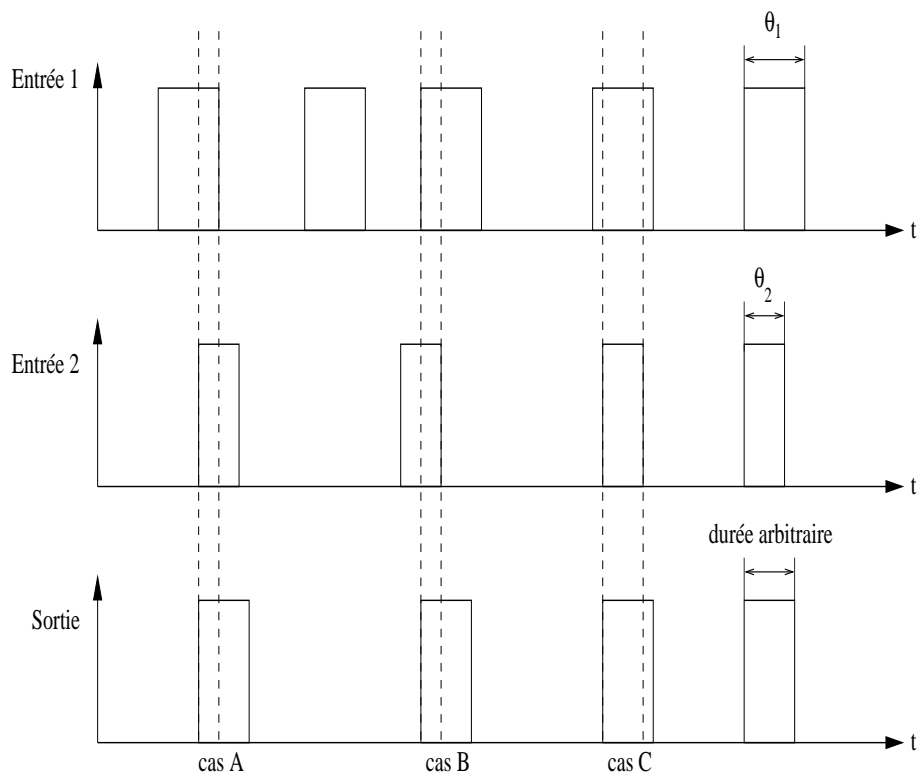 θ1
Entrée 1
t
θ2
Entrée 2
t
durée arbitraire
Sortie
t
cas A
cas B
cas C